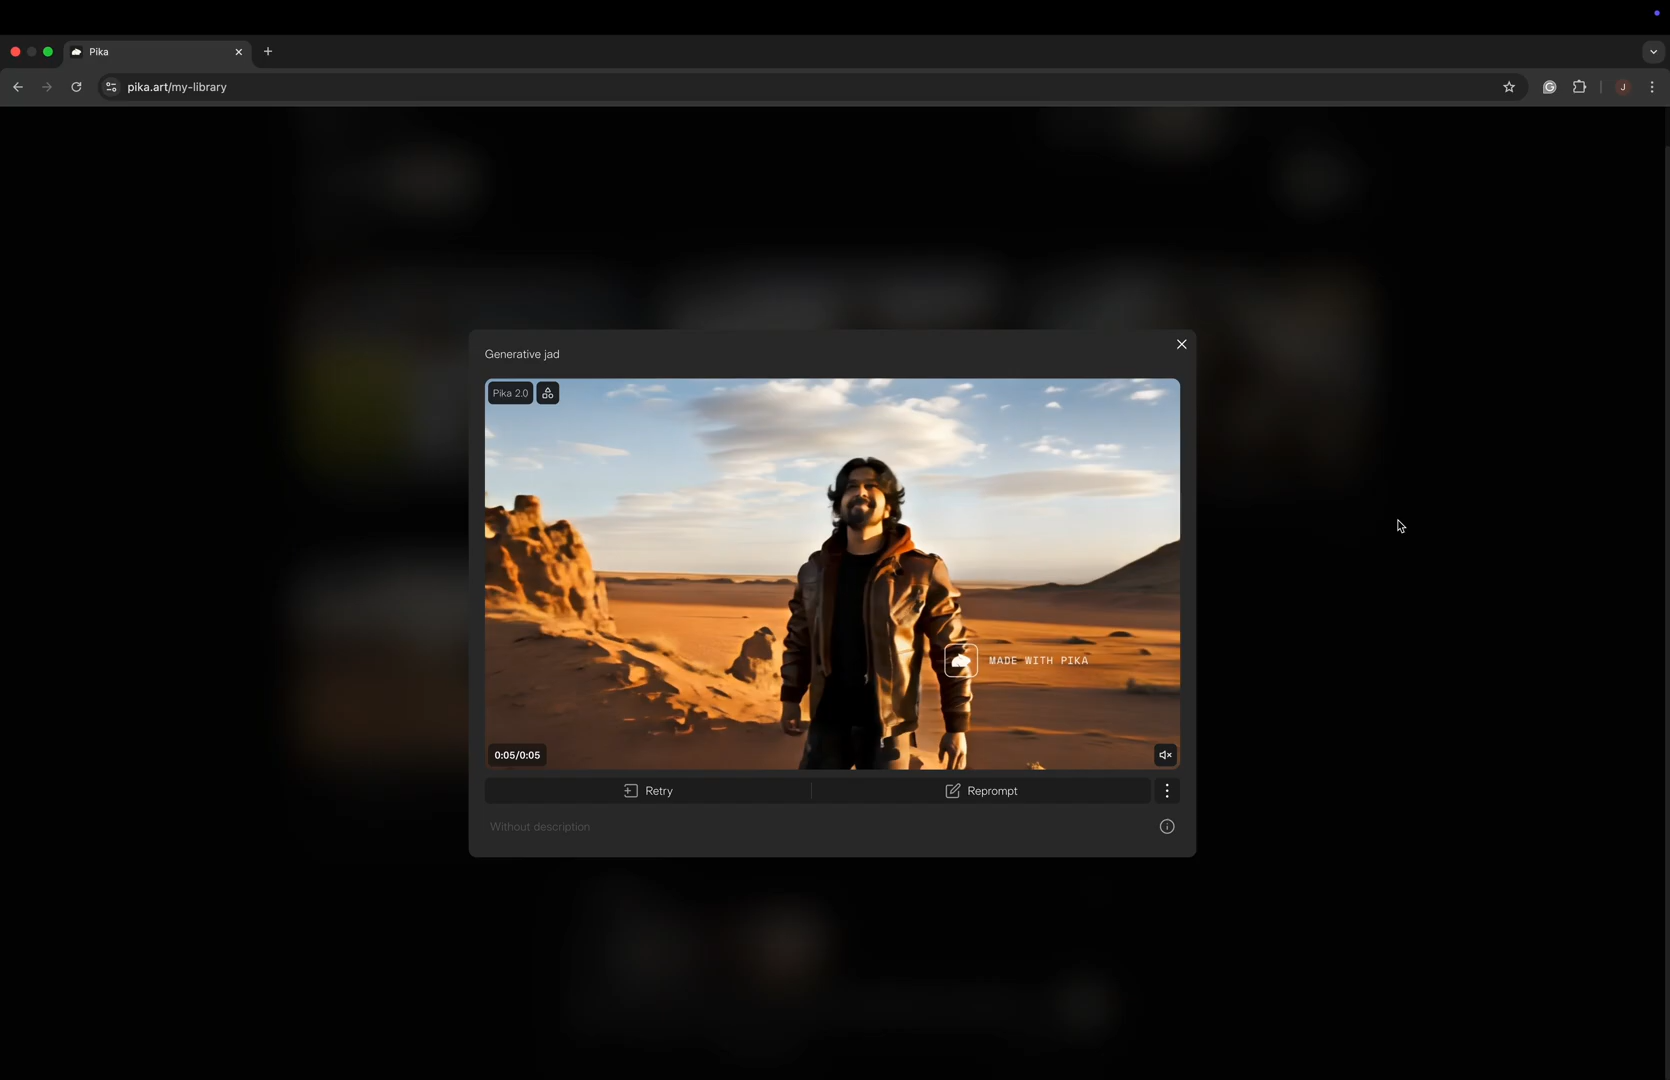 Pika
pika.art/my-library
J
Generative jad
Pika 2.0
MADE WITH PIKA
0:05/0:05
Retry
Reprompt
Without description